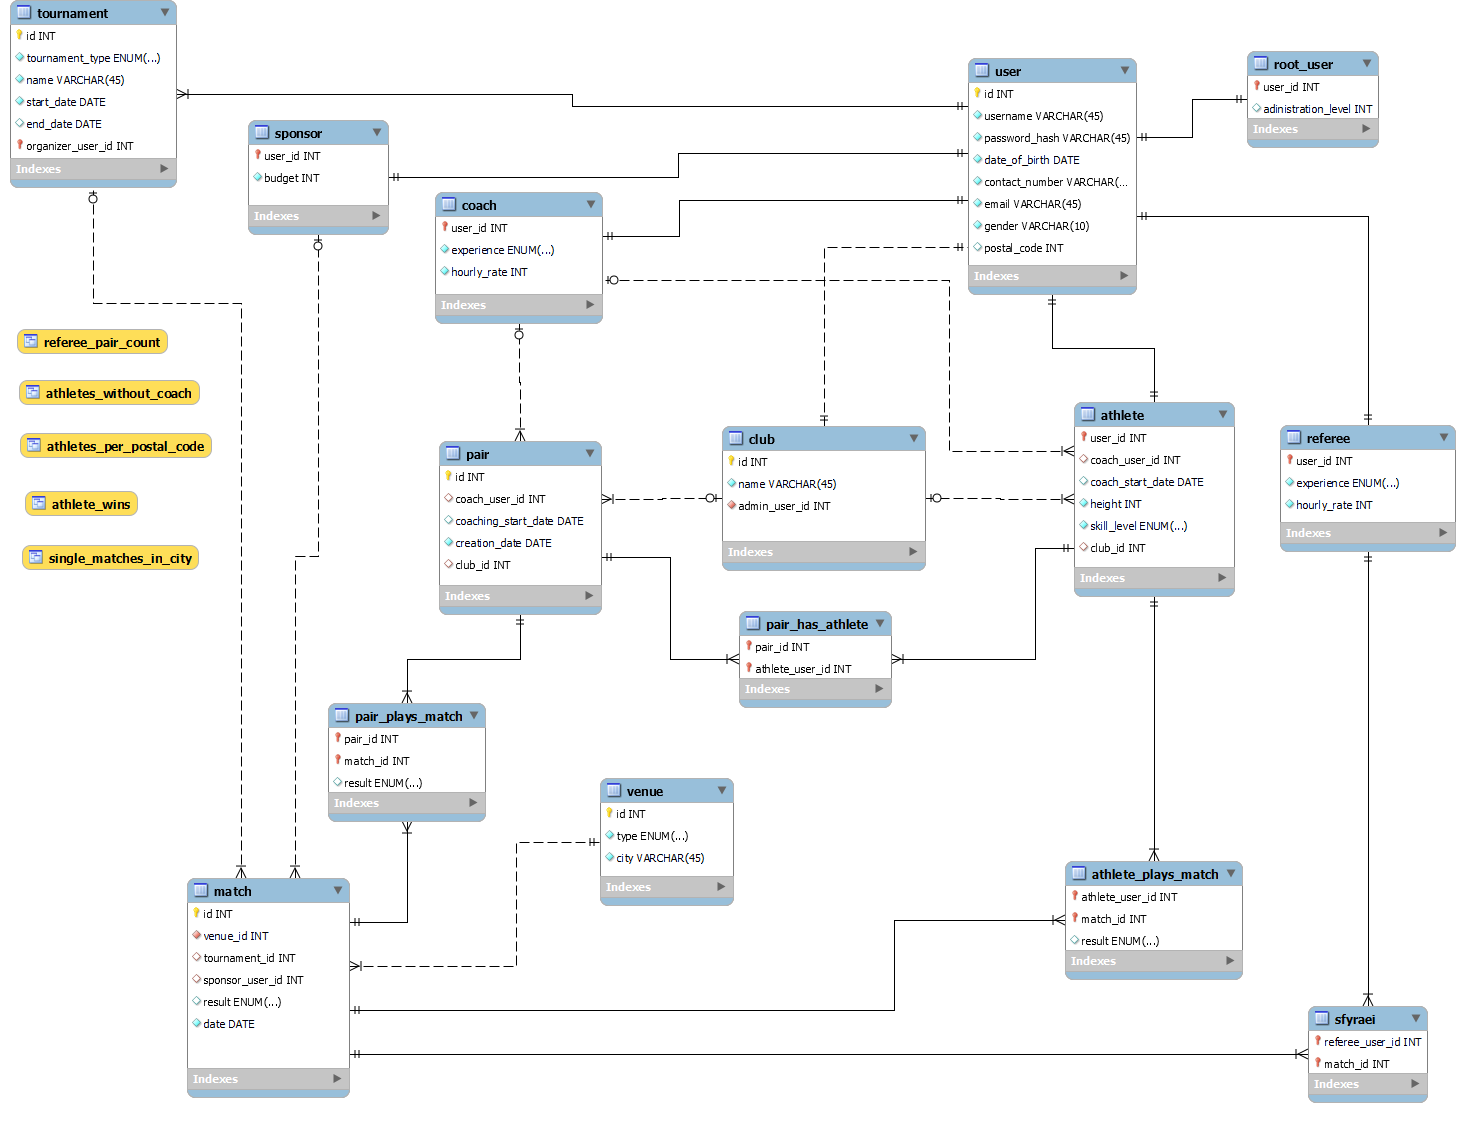 tournament
id INT
tournament_type ENUM(...)
name VARCHAR(45)
start_date DATE
end_date DATE
organizer_user_id INT
Indexes
sponsor
user_id INT
budget INT
Indexes
coach
user_id INT
experience ENUM(...)
hourly_rate INT
Indexes
user
id INT
username VARCHAR(45)
password_hash VARCHAR(45)
date_of_birth DATE
contact_number VARCHAR(...
email VARCHAR(45)
gender VARCHAR(10)
postal_code INT
Indexes
root_user
user_id INT
adinistration_level INT
Indexes
referee_pair_count
athletes_without_coach
athletes_per_postal_code
athlete_wins
single_matches_in_city
pair
id INT
coach_user_id INT
coaching_start_date DATE
creation_date DATE
club_id INT
Indexes
club
id INT
name VARCHAR(45)
admin_user_id INT
Indexes
athlete
user_id INT
coach_user_id INT
coach_start_date DATE
height INT
skill_level ENUM(...)
club_id INT
Indexes
referee
user_id INT
experience ENUM(...)
hourly_rate INT
Indexes
pair_has_athlete
pair_id INT
athlete_user_id INT
Indexes
pair_plays_match
pair_id INT
match_id INT
result ENUM(...)
Indexes
venue
id INT
type ENUM(...)
city VARCHAR(45)
Indexes
match
id INT
venue_id INT
tournament_id INT
sponsor_user_id INT
result ENUM(...)
date DATE
Indexes
athlete_plays_match
athlete_user_id INT
match_id INT
result ENUM(...)
Indexes
sfyraei
referee_user_id INT
match_id INT
Indexes